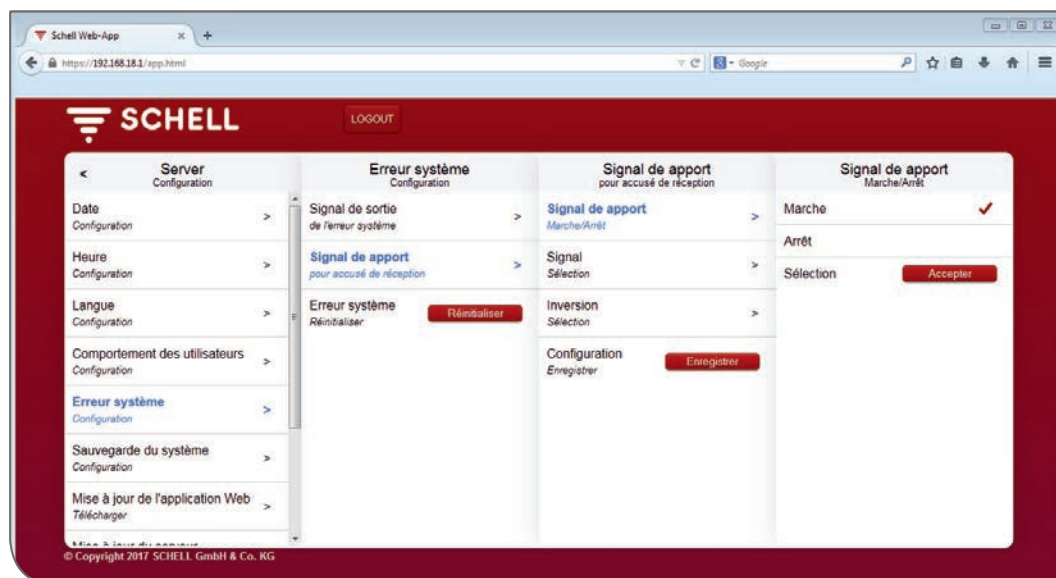 Schell Web-App
https://192.168.18.1/app.html
Google
SCHELL
LOGOUT
Server
Configuration
Date
Configuration
Heure
Configuration
Langue
Configuration
Comportement des utilisateurs
Configuration
Erreur système
Configuration
Sauvegarde du système
Configuration
Mise à jour de l'application Web
Télécharger
Erreur système
Configuration
Signal de sortie
de l'erreur système
Signal de apport
pour accusé de réception
Erreur système
Réinitialiser
Réinitialiser
Signal de apport
pour accusé de réception
Signal de apport
Marche/Arrêt
Signal
Sélection
Inversion
Sélection
Configuration
Enregistrer
Enregistrer
Signal de apport
Marche/Arrêt
Marche
Arrêt
Sélection
Accepter
© Copyright 2017 SCHELL GmbH & Co. KG